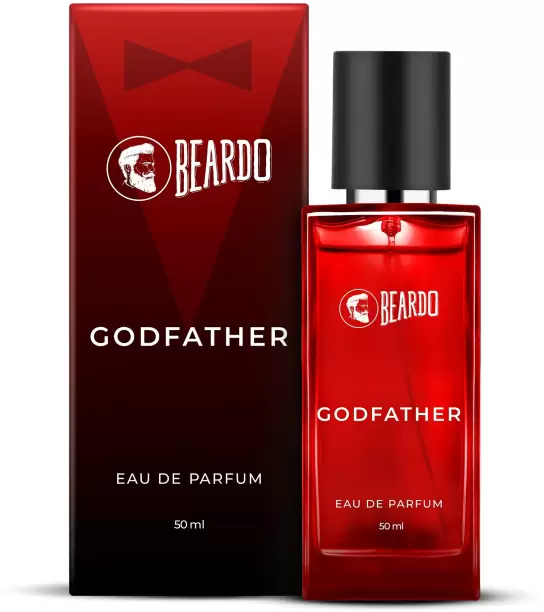 BEARDO
GODFATHER
EAU DE PARFUM
50 ml
BEARDO
GODFATHER
EAU DE PARFUM
50 ml